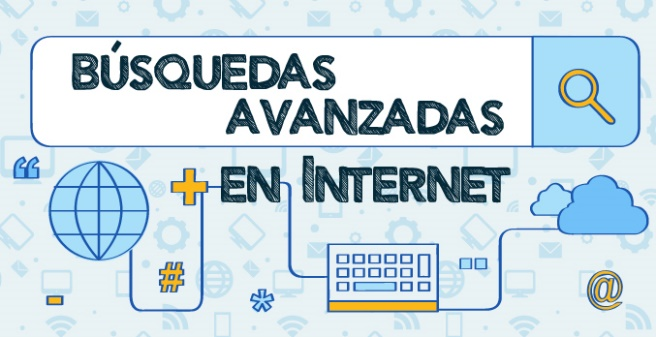 BÚSQUEDAS
AVANZADAS
EN INTERNET
“
+
#
-
*
@